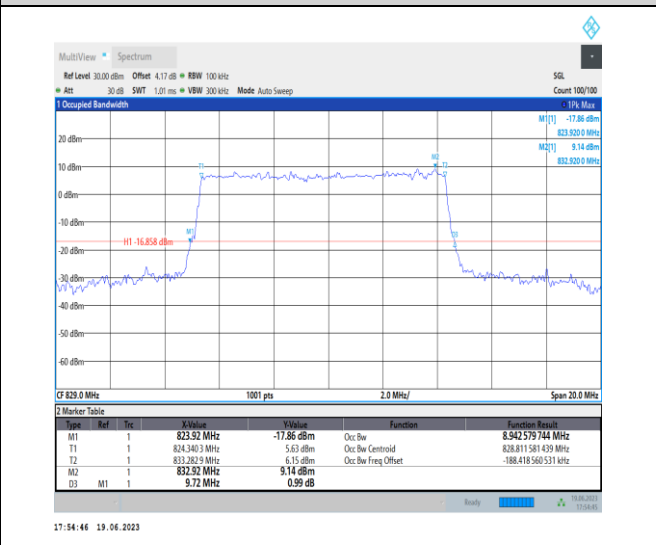 MultiView Spectrum
Ref Level 30.00 dBm Offset 4.17 dB RBW 100 kHz SGL
Att 30 dB SWT 1.01 ms VBW 300 kHz Mode Auto Sweep Count 100/100
1 Occupied Bandwidth 1Pk Max
M1[1] -17.86 dBm
823.920 0 MHz
M2[1] 9.14 dBm
832.920 0 MHz
20 dBm
M2
T1 T2
10 dBm
0 dBm
-10 dBm
M1
H1 -16.858 dBm
D3
-20 dBm
-30 dBm
-40 dBm
-50 dBm
-60 dBm
CF 829.0 MHz 1001 pts 2.0 MHz/ Span 20.0 MHz
2 Marker Table
Type Ref Trc X-Value Y-Value Function Function Result
M1 1 823.92 MHz -17.86 dBm Occ Bw 8.942 579 744 MHz
T1 1 824.340 3 MHz 5.63 dBm Occ Bw Centroid 828.811 581 439 MHz
T2 1 833.282 9 MHz 6.15 dBm Occ Bw Freq Offset -188.418 560 531 kHz
M2 1 832.92 MHz 9.14 dBm
D3 M1 1 9.72 MHz 0.99 dB
Ready 19.06.2023
17:54:45
17:54:46 19.06.2023